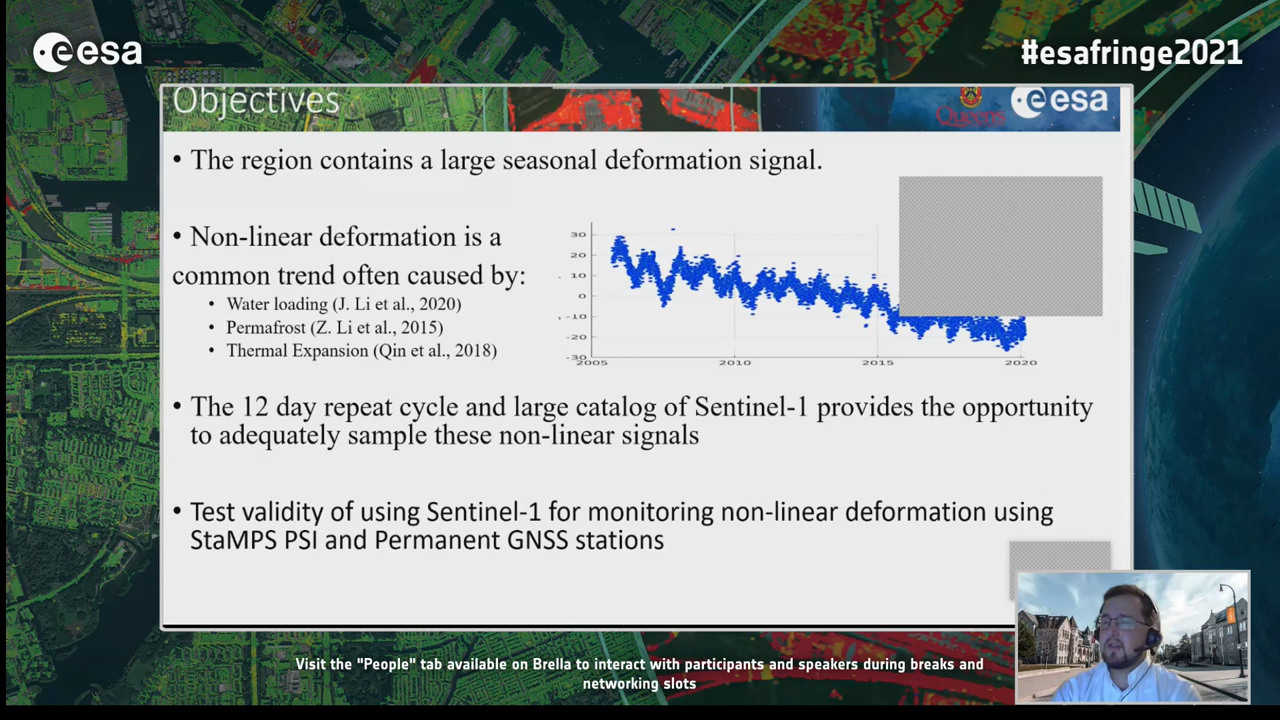 esa
#esafringe2021
Objectives
Queen's
esa
• The region contains a large seasonal deformation signal.
• Non-linear deformation is a
common trend often caused by:
• Water loading (J. Li et al., 2020)
• Permafrost (Z. Li et al., 2015)
• Thermal Expansion (Qin et al., 2018)
30
20
10
0
-10
-20
-30
2005 2010 2015 2020
• The 12 day repeat cycle and large catalog of Sentinel-1 provides the opportunity
to adequately sample these non-linear signals
• Test validity of using Sentinel-1 for monitoring non-linear deformation using
StaMPS PSI and Permanent GNSS stations
Visit the "People" tab available on Brella to interact with participants and speakers during breaks and
networking slots